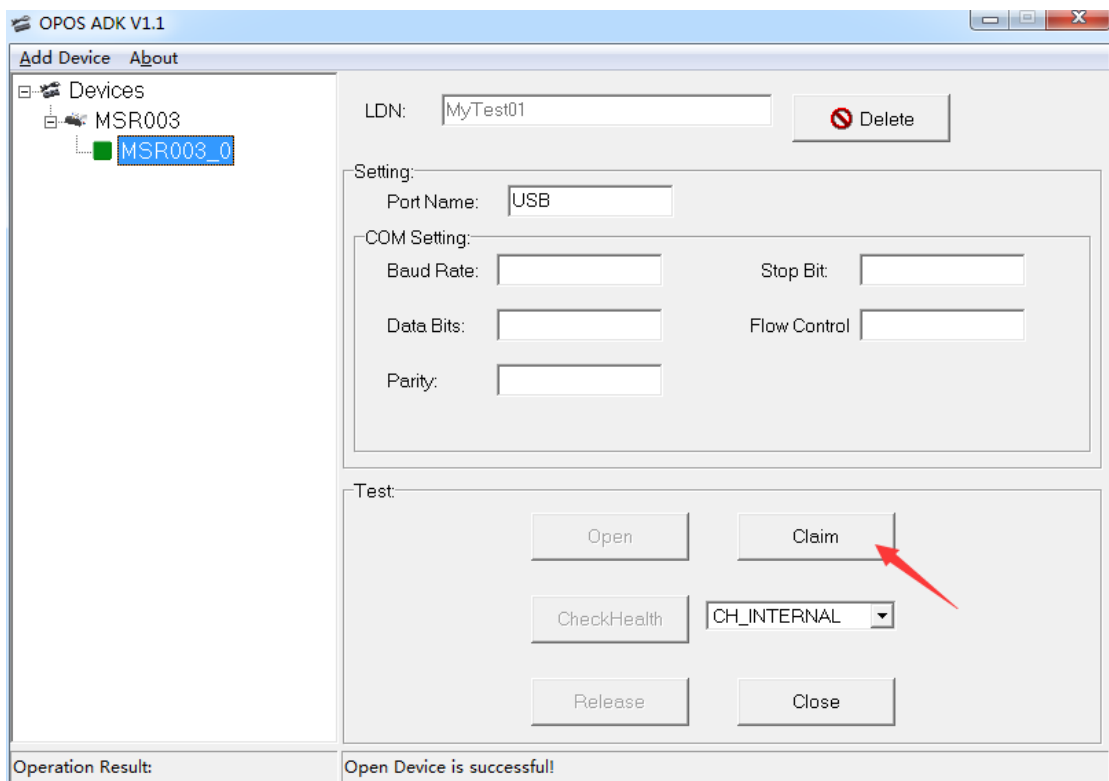 OPOS ADK V1.1
Add Device About
Devices
MSR003
MSR003_0
LDN: MyTest01 Delete
Setting:
Port Name: USB
COM Setting:
Baud Rate: Stop Bit:
Data Bits: Flow Control
Parity:
Test:
Open Claim
CheckHealth CH_INTERNAL
Release Close
Operation Result: Open Device is successful!